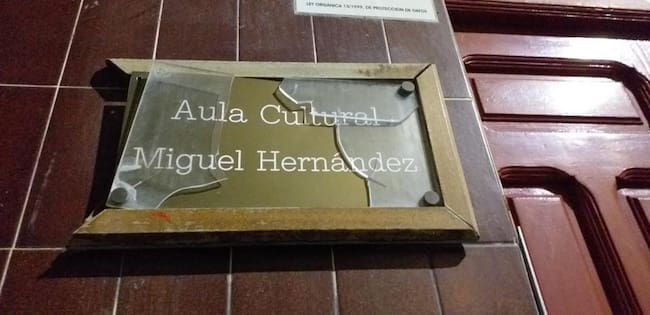 LEY ORGÁNICA 15/1999, DE PROTECCIÓN DE DATOS
Aula Cultural
Miguel Hernández